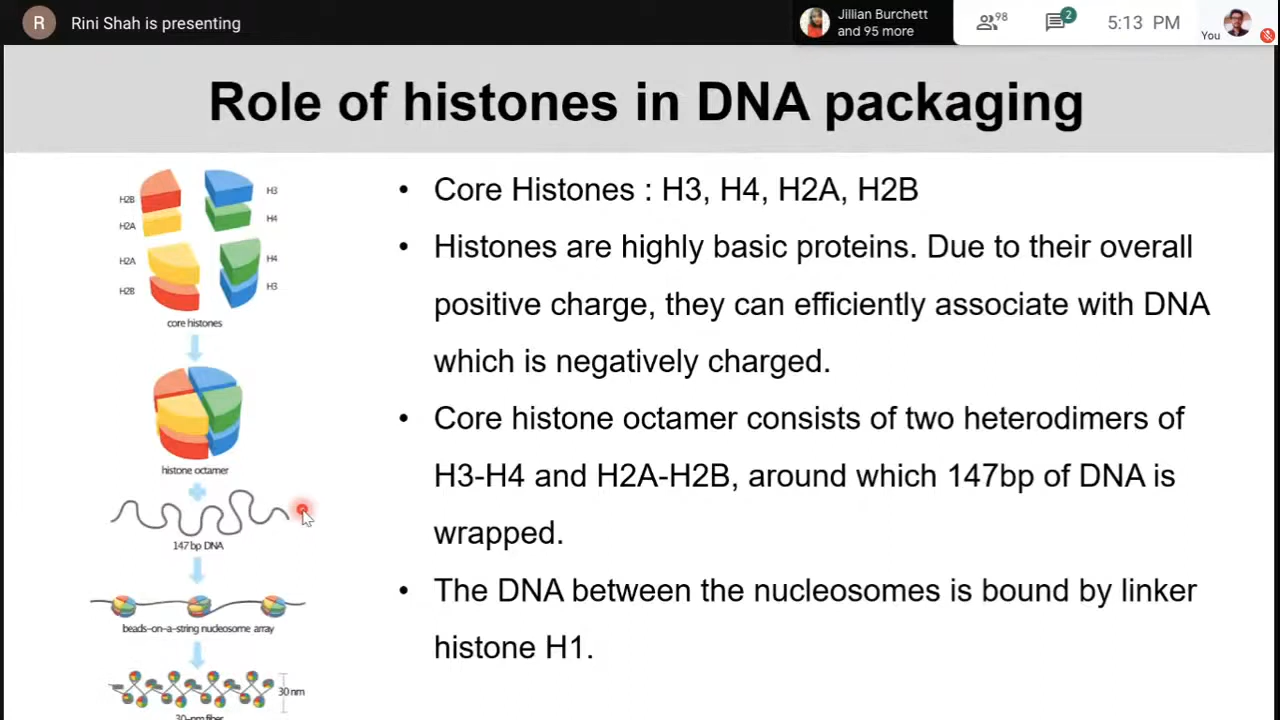 R Rini Shah is presenting
Jillian Burchett
and 95 more
98
2
5:13 PM
You
Role of histones in DNA packaging
H2B
H3
H2A
H4
H2A
H4
H2B
H3
core histones
histone octamer
147 bp DNA
beads-on-a-string nucleosome array
30 nm
30-nm fiber
• Core Histones : H3, H4, H2A, H2B
• Histones are highly basic proteins. Due to their overall
positive charge, they can efficiently associate with DNA
which is negatively charged.
• Core histone octamer consists of two heterodimers of
H3-H4 and H2A-H2B, around which 147bp of DNA is
wrapped.
• The DNA between the nucleosomes is bound by linker
histone H1.